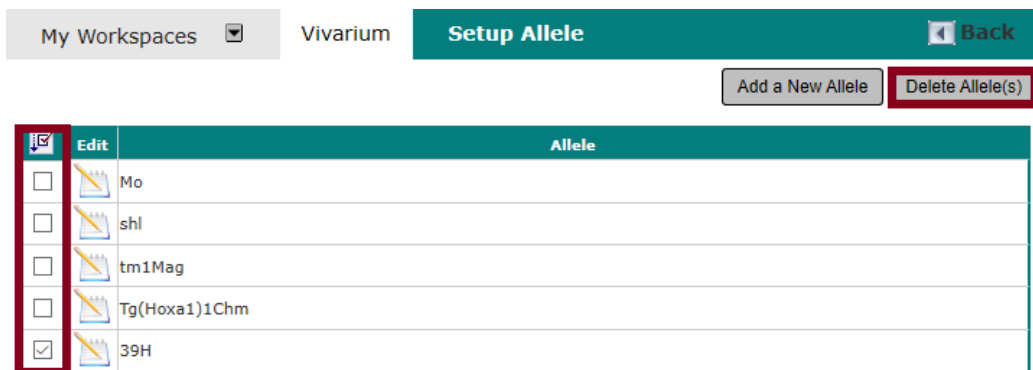 My Workspaces Vivarium Setup Allele Back
Add a New Allele Delete Allele(s)
Edit Allele
Mo
shl
tm1Mag
Tg(Hoxa1)1Chm
39H